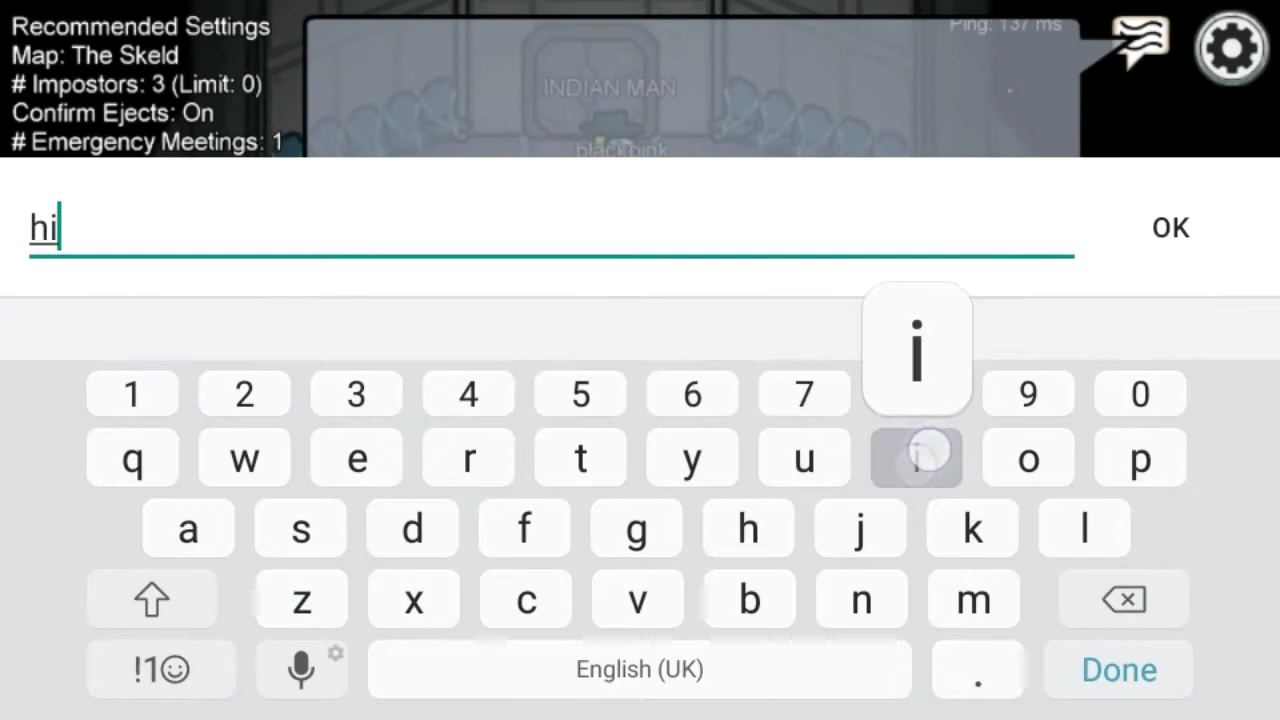 Recommended Settings
Map: The Skeld
# Impostors: 3 (Limit: 0)
Confirm Ejects: On
# Emergency Meetings: 1
Ping: 137 ms
INDIAN MAN
blackpink
hi
OK
i
1 2 3 4 5 6 7 9 0
q w e r t y u i o p
a s d f g h j k l
z x c v b n m
!1☺ English (UK) . Done